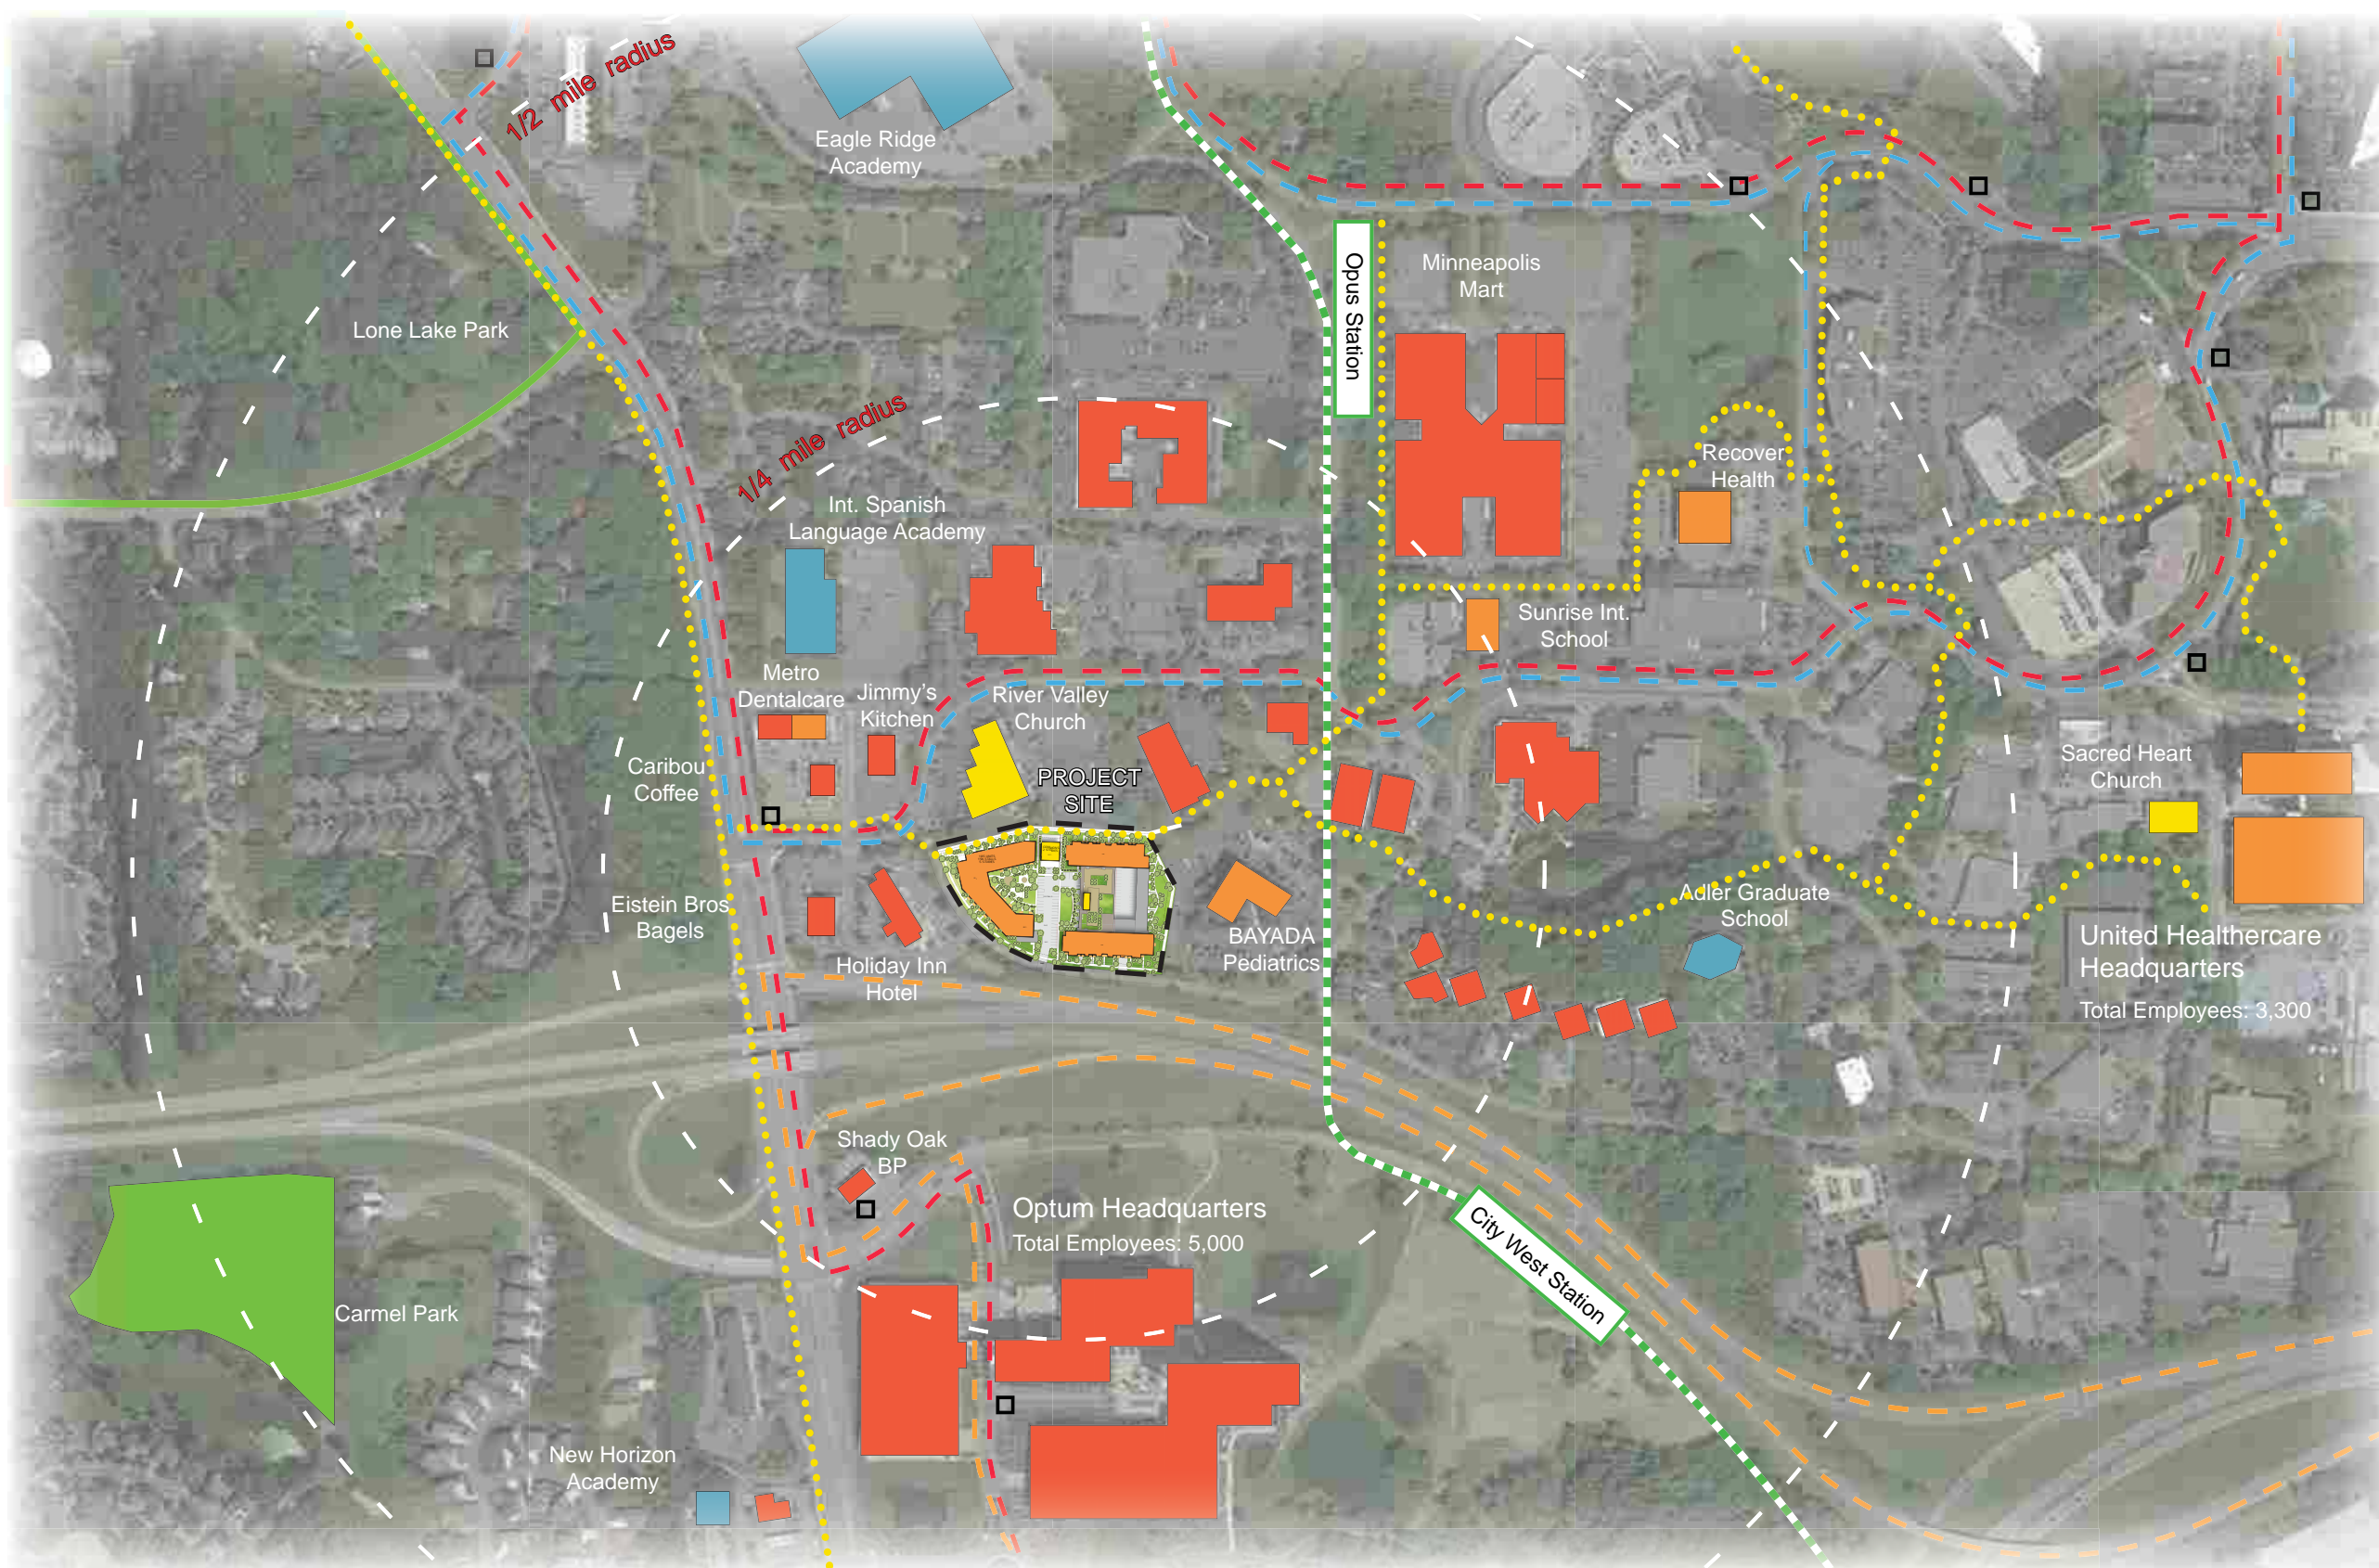 1/2 mile radius
Eagle Ridge
Academy
Opus Station
Minneapolis
Mart
Lone Lake Park
1/4 mile radius
Recover
Health
Int. Spanish
Language Academy
Sunrise Int.
School
Metro
Dentalcare
Jimmy's
Kitchen
River Valley
Church
Caribou
Coffee
PROJECT
SITE
Sacred Heart
Church
Eistein Bros
Bagels
Adler Graduate
School
BAYADA
Pediatrics
Holiday Inn
Hotel
United Healthercare
Headquarters
Total Employees: 3,300
Shady Oak
BP
Optum Headquarters
Total Employees: 5,000
City West Station
Carmel Park
New Horizon
Academy